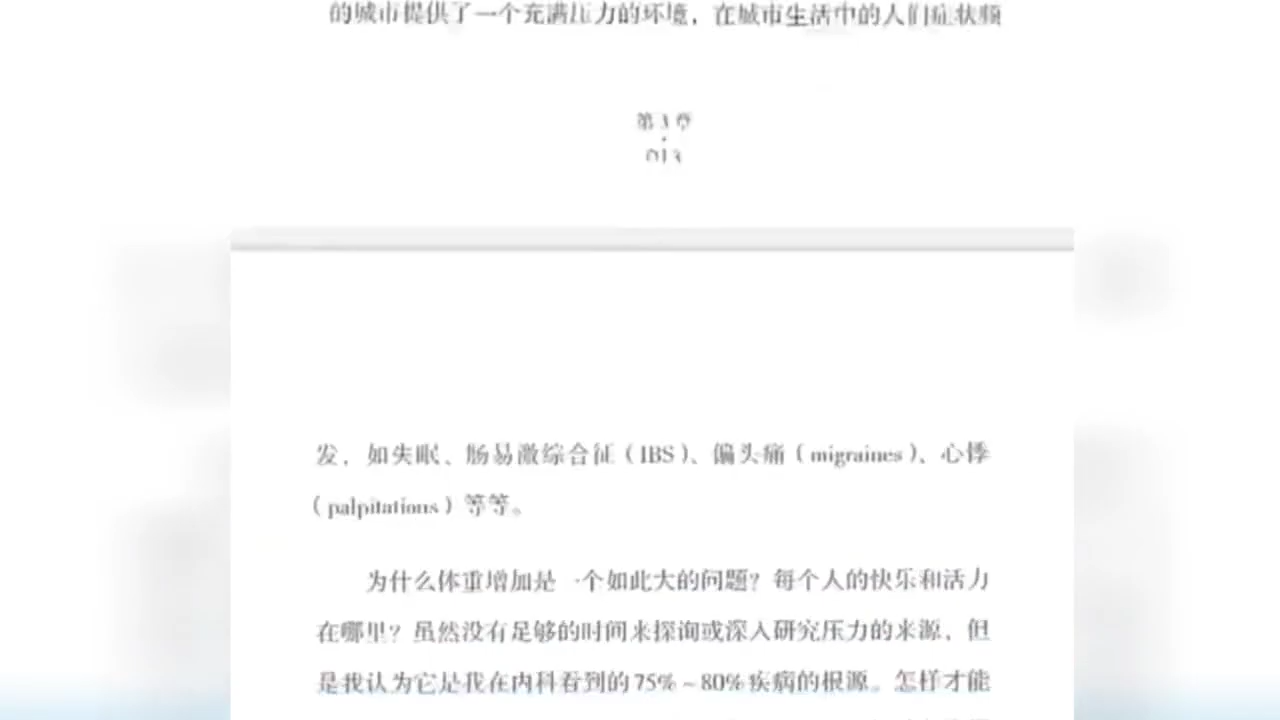 的城市提供了一个充满压力的环境，在城市生活中的人们症状频
第1章
·
013
发，如失眠、肠易激综合征（IBS）、偏头痛（migraines）、心悸
（palpitations）等等。
为什么体重增加是一个如此大的问题？每个人的快乐和活力
在哪里？虽然没有足够的时间来探询或深入研究压力的来源，但
是我认为它是我在内科看到的75%～80%疾病的根源。怎样才能